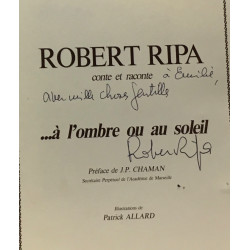 ROBERT RIPA
conte et raconte à Emilie,
avec mille choses gentilles
...à l'ombre ou au soleil
Robert Ripa
Préface de J.P. CHAMAN
Secrétaire Perpétuel de l'Académie de Marseille
Illustrations de
Patrick ALLARD